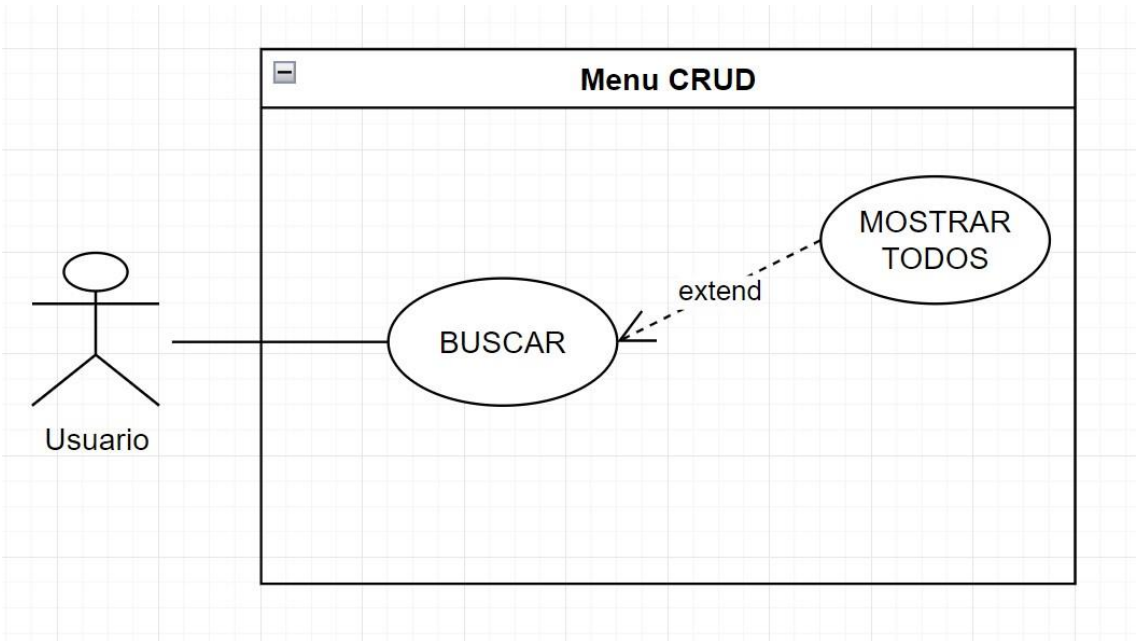 Menu CRUD
MOSTRAR
TODOS
extend
BUSCAR
Usuario